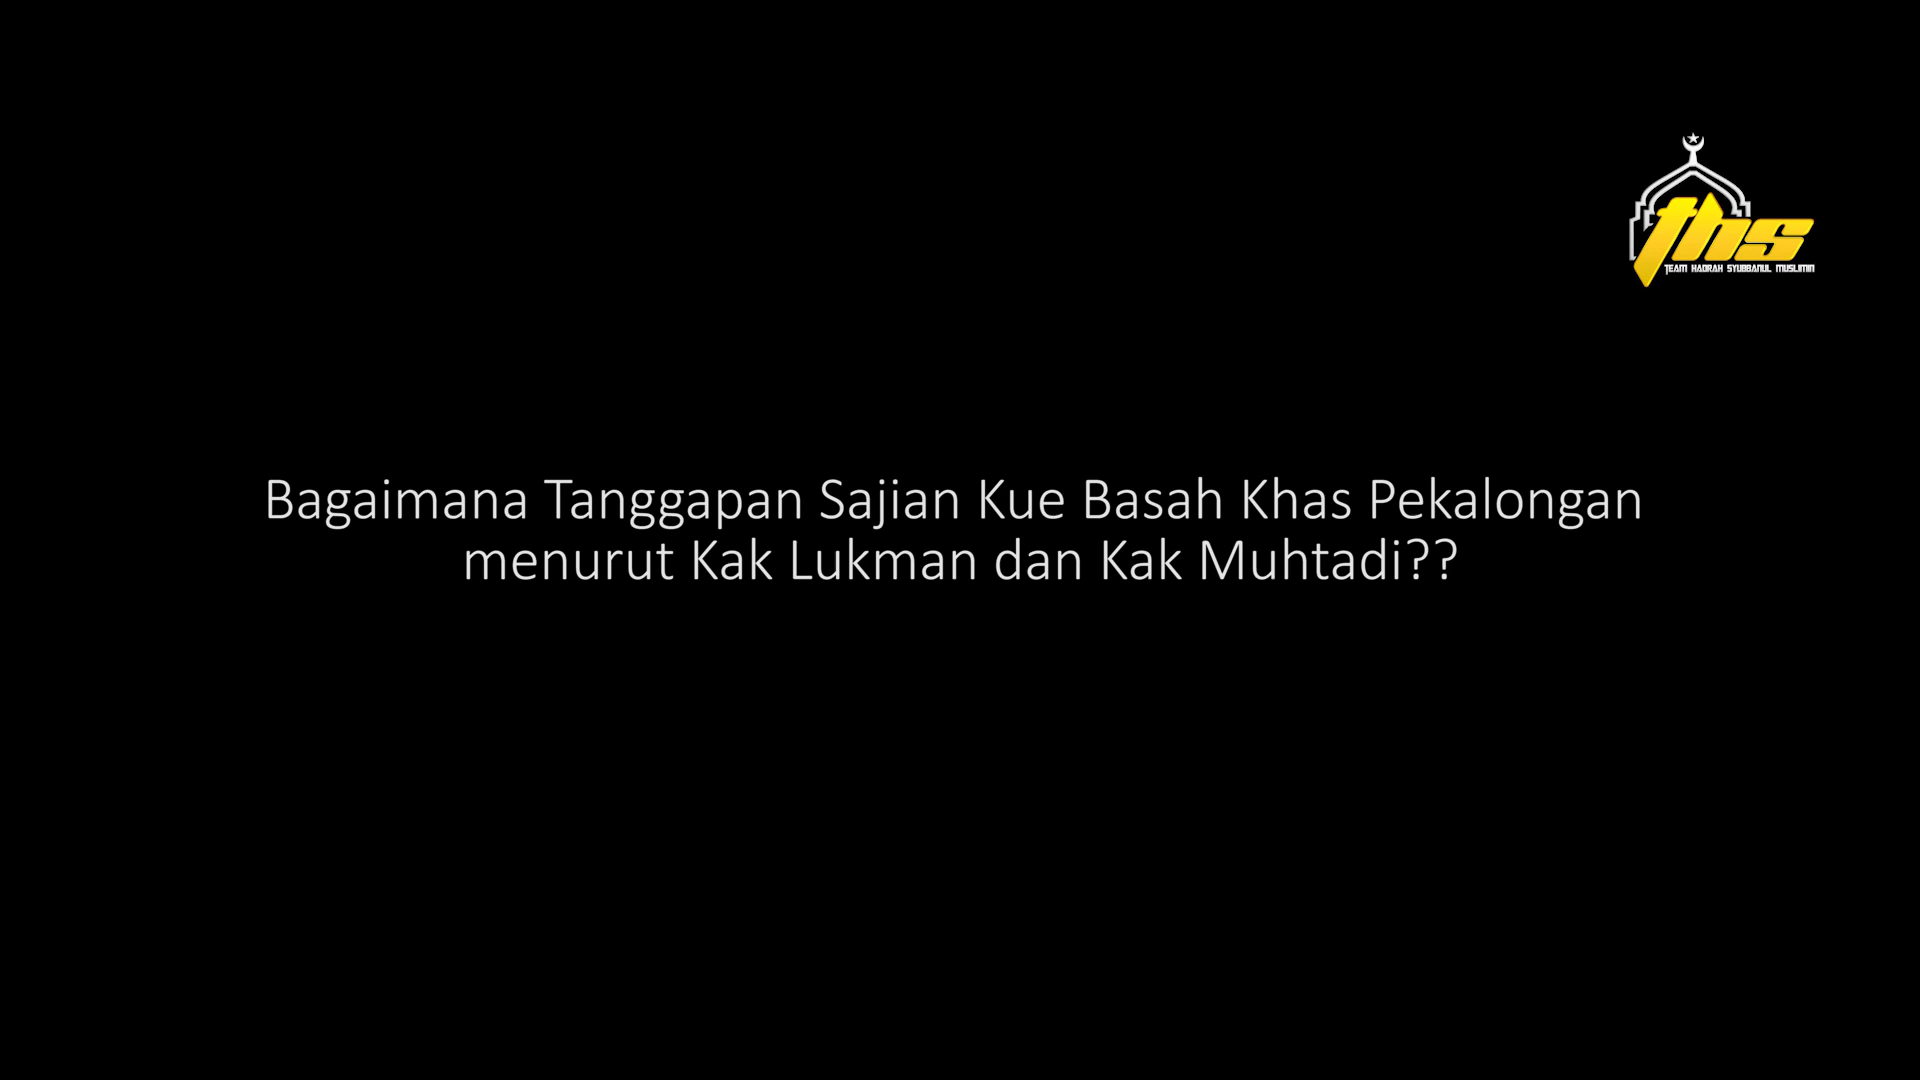 ths
TEAM HADRAH SYUBBANUL MUSLIMIN
Bagaimana Tanggapan Sajian Kue Basah Khas Pekalongan
menurut Kak Lukman dan Kak Muhtadi??